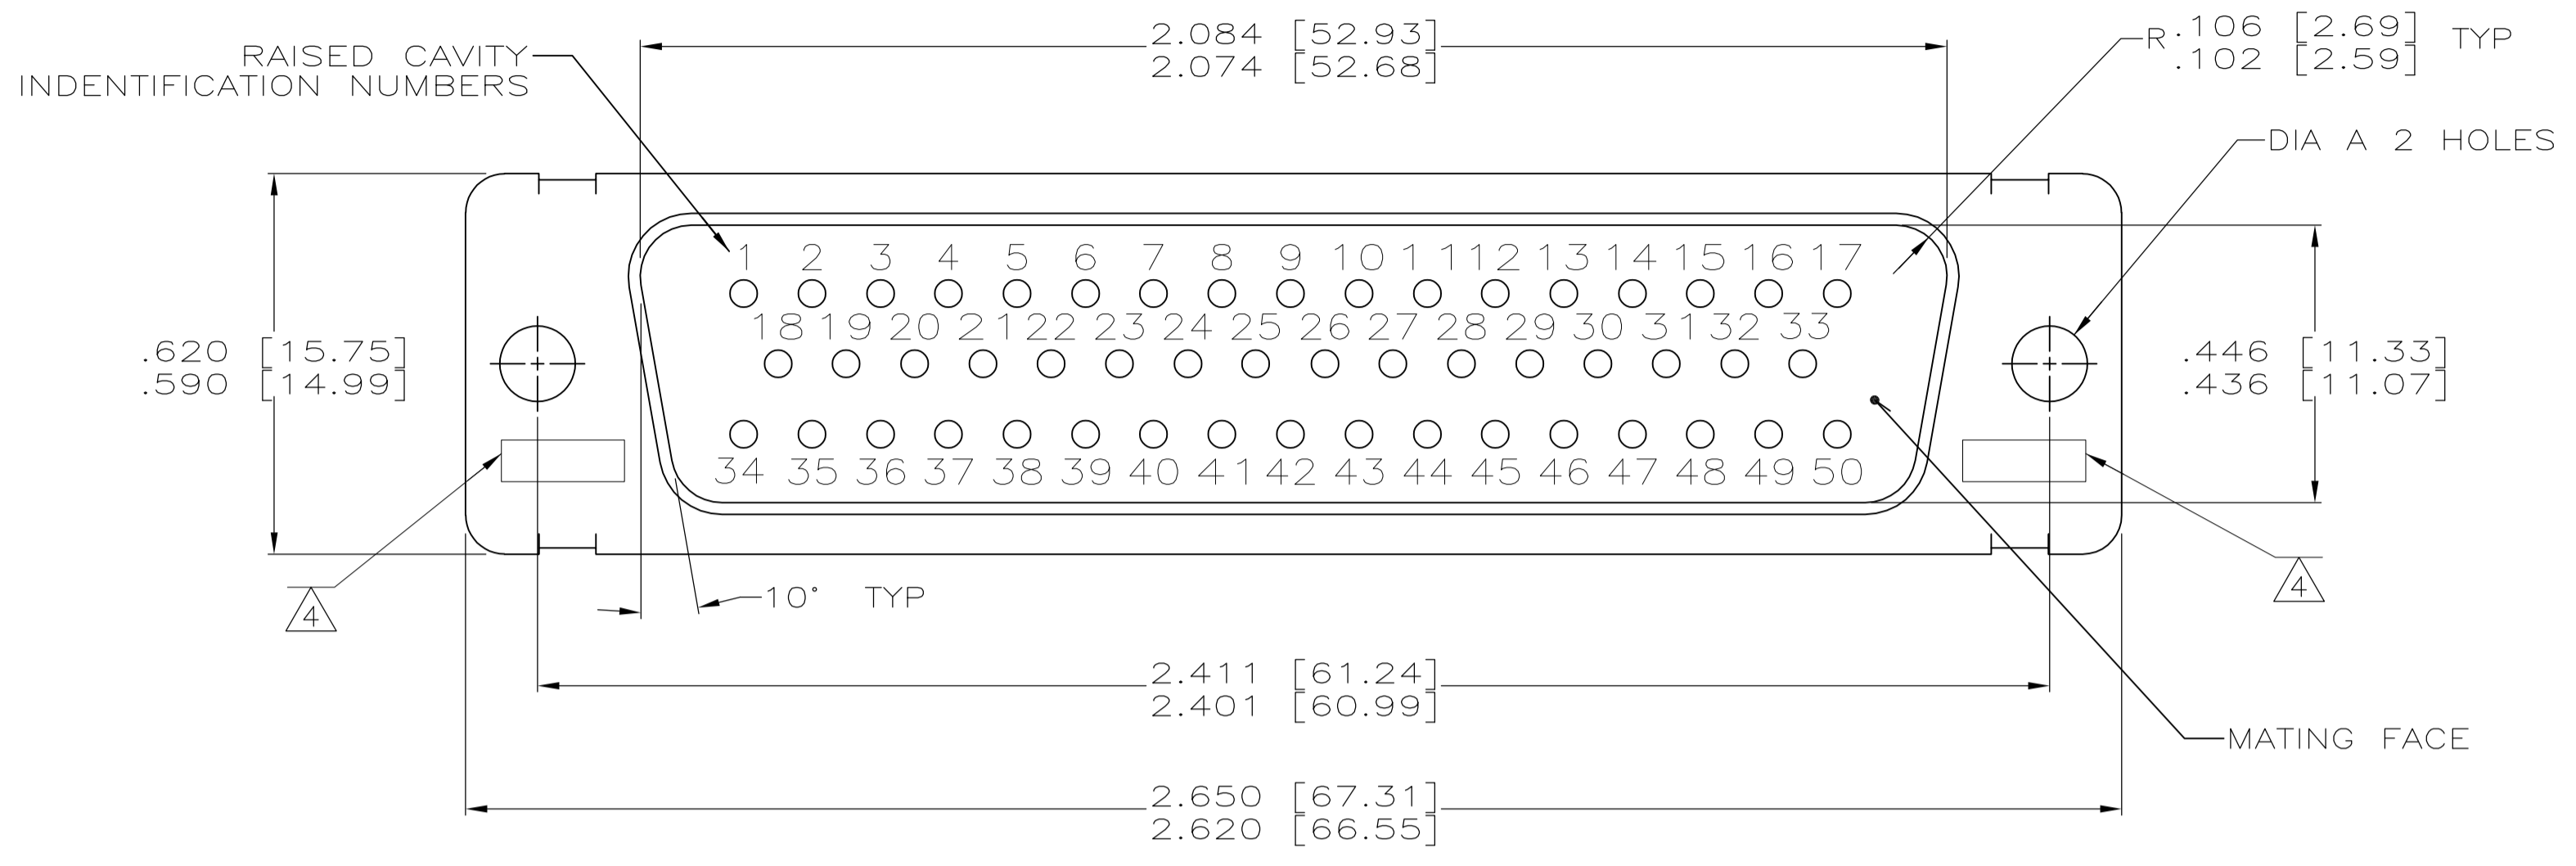 2.084 [52.93]
2.074 [52.68]
R .106 [2.69] TYP
.102 [2.59]
RAISED CAVITY
INDENTIFICATION NUMBERS
DIA A 2 HOLES
1 2 3 4 5 6 7 8 9 10 11 12 13 14 15 16 17
18 19 20 21 22 23 24 25 26 27 28 29 30 31 32 33
.620 [15.75]
.590 [14.99]
.446 [11.33]
.436 [11.07]
34 35 36 37 38 39 40 41 42 43 44 45 46 47 48 49 50
4
10° TYP
4
2.411 [61.24]
2.401 [60.99]
MATING FACE
2.650 [67.31]
2.620 [66.55]